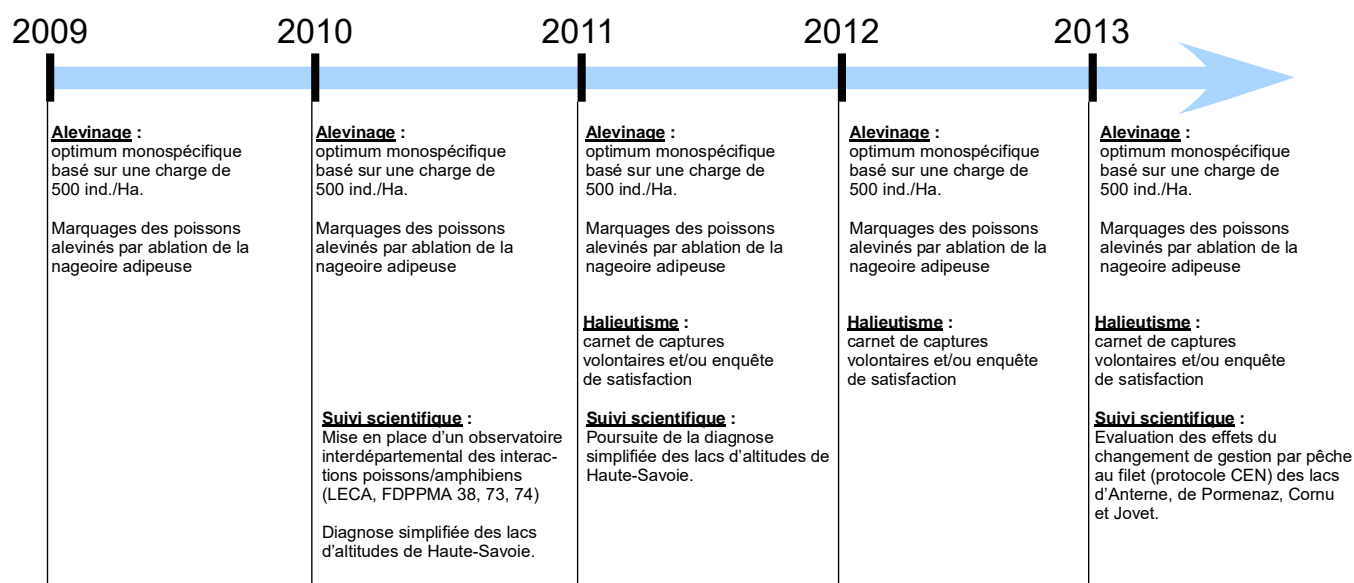 2009
2010
2011
2012
2013
Alevinage :
optimum monospécifique
basé sur une charge de
500 ind./Ha.
Marquages des poissons
alevinés par ablation de la
nageoire adipeuse
Alevinage :
optimum monospécifique
basé sur une charge de
500 ind./Ha.
Marquages des poissons
alevinés par ablation de la
nageoire adipeuse
Suivi scientifique :
Mise en place d'un observatoire
interdépartemental des interac-
tions poissons/amphibiens
(LECA, FDPPMA 38, 73, 74)
Diagnose simplifiée des lacs
d'altitudes de Haute-Savoie.
Alevinage :
optimum monospécifique
basé sur une charge de
500 ind./Ha.
Marquages des poissons
alevinés par ablation de la
nageoire adipeuse
Halieutisme :
carnet de captures
volontaires et/ou enquête
de satisfaction
Suivi scientifique :
Poursuite de la diagnose
simplifiée des lacs d'altitudes de
Haute-Savoie.
Alevinage :
optimum monospécifique
basé sur une charge de
500 ind./Ha.
Marquages des poissons
alevinés par ablation de la
nageoire adipeuse
Halieutisme :
carnet de captures
volontaires et/ou enquête
de satisfaction
Alevinage :
optimum monospécifique
basé sur une charge de
500 ind./Ha.
Marquages des poissons
alevinés par ablation de la
nageoire adipeuse
Halieutisme :
carnet de captures
volontaires et/ou enquête
de satisfaction
Suivi scientifique :
Evaluation des effets du
changement de gestion par pêche
au filet (protocole CEN) des lacs
d'Anterne, de Pormenaz, Cornu
et Jovet.